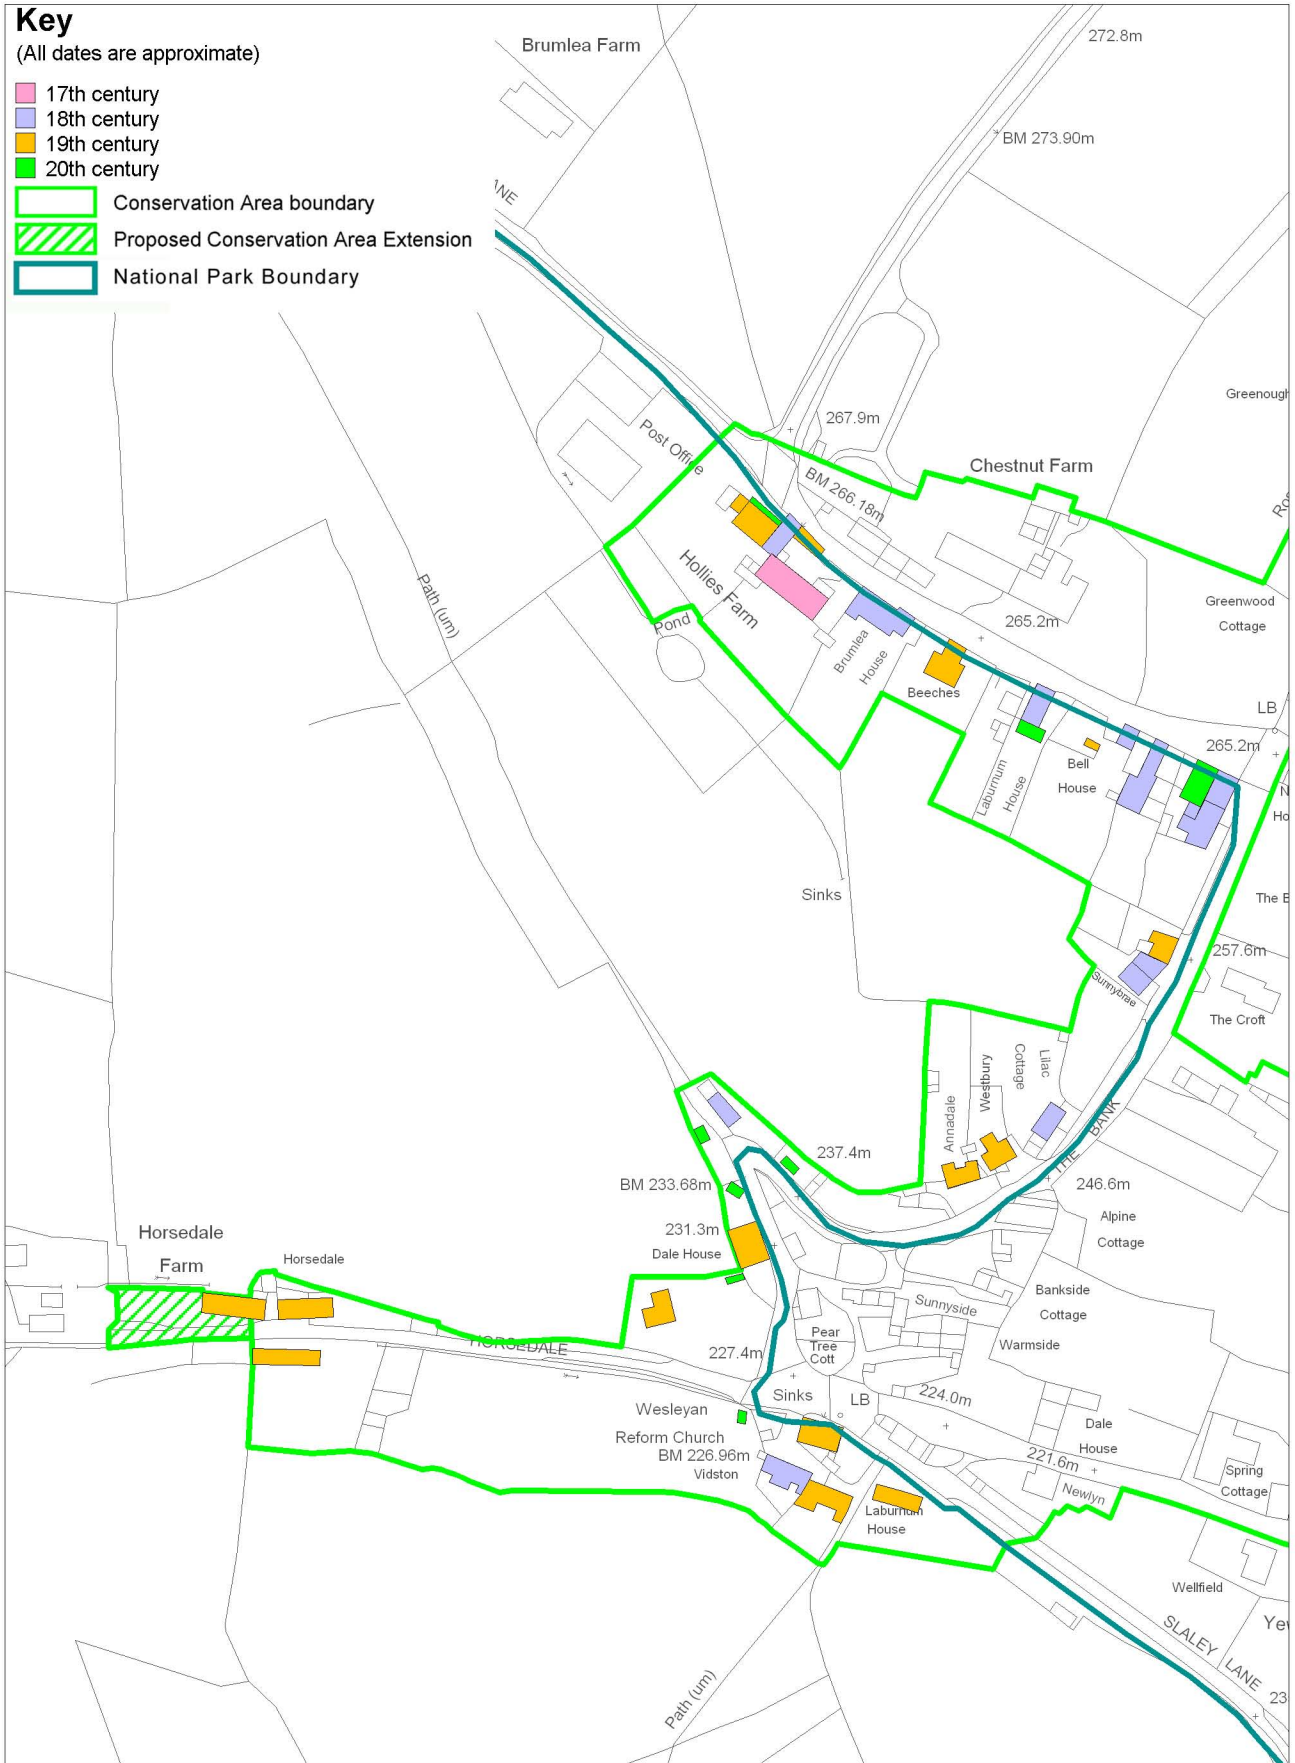 Key
(All dates are approximate)
17th century
18th century
19th century
20th century
Conservation Area boundary
Proposed Conservation Area Extension
National Park Boundary
Brumlea Farm
272.8m
BM 273.90m
Greenough
267.9m
Post Office
BM 266.18m
Chestnut Farm
Path (um)
Hollies Farm
Pond
Greenwood
Cottage
265.2m
Brumlea
House
Beeches
LB
265.2m
Laburnum
House
Bell
House
Sinks
The B
257.6m
Sunnybrae
The Croft
Annadale
Westbury
Cottage
Lilac
THE BANK
237.4m
BM 233.68m
246.6m
231.3m
Dale House
Alpine
Cottage
Horsedale
Farm
Horsedale
Bankside
Cottage
Sunnyside
Warmside
HORSEDALE
Pear
Tree
Cott
227.4m
Sinks
LB
224.0m
Wesleyan
Reform Church
BM 226.96m
Vidston
Dale
House
221.6m
Spring
Cottage
Newlyn
Laburnum
House
Wellfield
SLALEY LANE
Path (um)